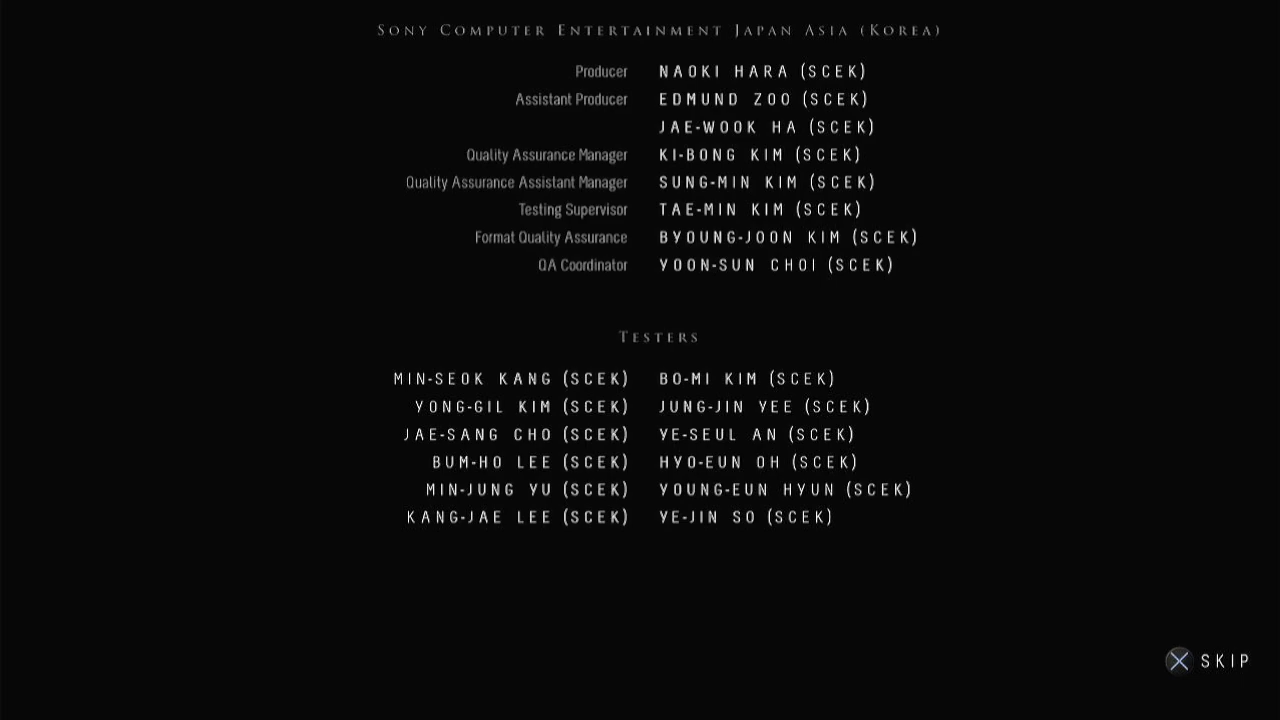 SONY COMPUTER ENTERTAINMENT JAPAN ASIA (KOREA)
Producer NAOKI HARA (SCEK)
Assistant Producer EDMUND ZOO (SCEK)
JAE-WOOK HA (SCEK)
Quality Assurance Manager KI-BONG KIM (SCEK)
Quality Assurance Assistant Manager SUNG-MIN KIM (SCEK)
Testing Supervisor TAE-MIN KIM (SCEK)
Format Quality Assurance BYOUNG-JOON KIM (SCEK)
QA Coordinator YOON-SUN CHOI (SCEK)
TESTERS
MIN-SEOK KANG (SCEK) BO-MI KIM (SCEK)
YONG-GIL KIM (SCEK) JUNG-JIN YEE (SCEK)
JAE-SANG CHO (SCEK) YE-SEUL AN (SCEK)
BUM-HO LEE (SCEK) HYO-EUN OH (SCEK)
MIN-JUNG YU (SCEK) YOUNG-EUN HYUN (SCEK)
KANG-JAE LEE (SCEK) YE-JIN SO (SCEK)
SKIP